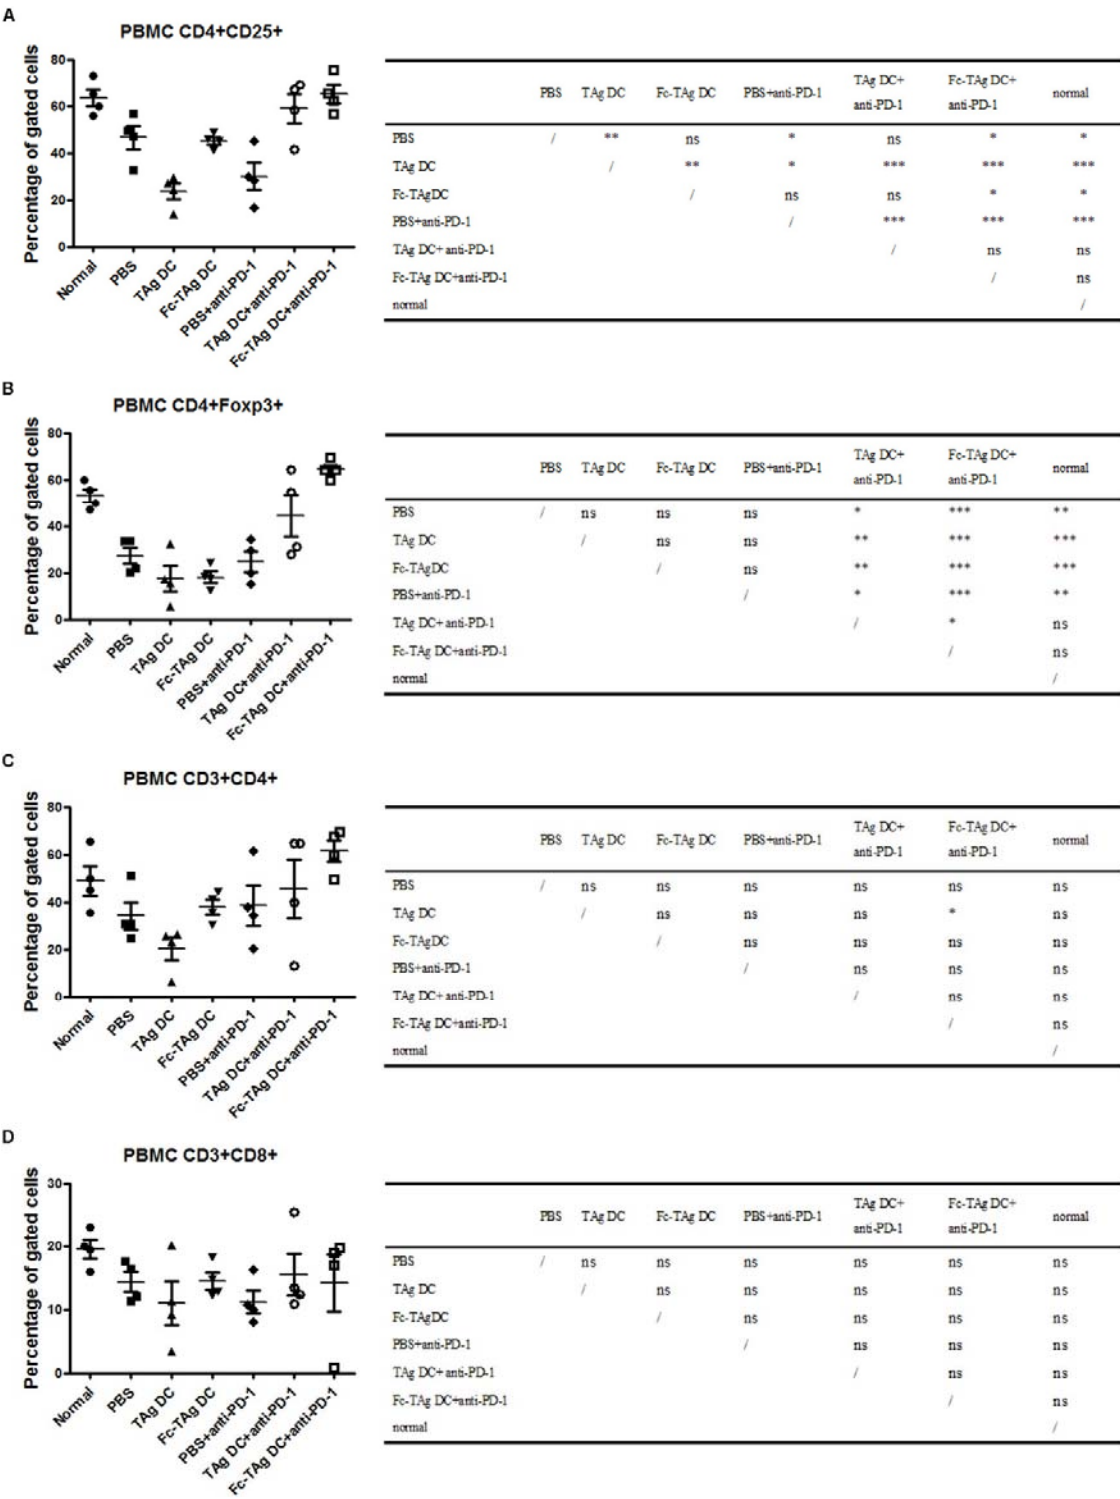 A
PBMC CD4+CD25+
Percentage of gated cells
80
60
40
20
0
Normal
PBS
TAg DC
Fc-TAg DC
PBS+anti-PD-1
TAg DC+anti-PD-1
Fc-TAg DC+anti-PD-1
PBS TAg DC Fc-TAg DC PBS+anti-PD-1 TAg DC+ anti-PD-1 Fc-TAg DC+ anti-PD-1 normal
PBS / ** ns * ns * *
TAg DC / ** * *** *** ***
Fc-TAgDC / ns ns * *
PBS+anti-PD-1 / *** *** ***
TAg DC+ anti-PD-1 / ns ns
Fc-TAg DC+anti-PD-1 / ns
normal /
B
PBMC CD4+Foxp3+
Percentage of gated cells
80
60
40
20
0
Normal
PBS
TAg DC
Fc-TAg DC
PBS+anti-PD-1
TAg DC+anti-PD-1
Fc-TAg DC+anti-PD-1
PBS TAg DC Fc-TAg DC PBS+anti-PD-1 TAg DC+ anti-PD-1 Fc-TAg DC+ anti-PD-1 normal
PBS / ns ns ns * *** **
TAg DC / ns ns ** *** ***
Fc-TAgDC / ns ** *** ***
PBS+anti-PD-1 / * *** **
TAg DC+ anti-PD-1 / * ns
Fc-TAg DC+anti-PD-1 / ns
normal /
C
PBMC CD3+CD4+
Percentage of gated cells
80
60
40
20
0
Normal
PBS
TAg DC
Fc-TAg DC
PBS+anti-PD-1
TAg DC+anti-PD-1
Fc-TAg DC+anti-PD-1
PBS TAg DC Fc-TAg DC PBS+anti-PD-1 TAg DC+ anti-PD-1 Fc-TAg DC+ anti-PD-1 normal
PBS / ns ns ns ns ns ns
TAg DC / ns ns ns * ns
Fc-TAgDC / ns ns ns ns
PBS+anti-PD-1 / ns ns ns
TAg DC+ anti-PD-1 / ns ns
Fc-TAg DC+anti-PD-1 / ns
normal /
D
PBMC CD3+CD8+
Percentage of gated cells
30
20
10
0
Normal
PBS
TAg DC
Fc-TAg DC
PBS+anti-PD-1
TAg DC+anti-PD-1
Fc-TAg DC+anti-PD-1
PBS TAg DC Fc-TAg DC PBS+anti-PD-1 TAg DC+ anti-PD-1 Fc-TAg DC+ anti-PD-1 normal
PBS / ns ns ns ns ns ns
TAg DC / ns ns ns ns ns
Fc-TAgDC / ns ns ns ns
PBS+anti-PD-1 / ns ns ns
TAg DC+ anti-PD-1 / ns ns
Fc-TAg DC+anti-PD-1 / ns
normal /